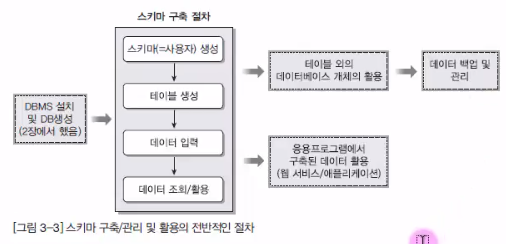 스키마 구축 절차
스키마(=사용자) 생성
테이블 생성
데이터 입력
데이터 조회/활용
DBMS 설치
및 DB생성
(2장에서 했음)
테이블 외의
데이터베이스 개체의 활용
데이터 백업 및
관리
응용프로그램에서
구축된 데이터 활용
(웹 서비스/애플리케이션)
[그림 3-3] 스키마 구축/관리 및 활용의 전반적인 절차